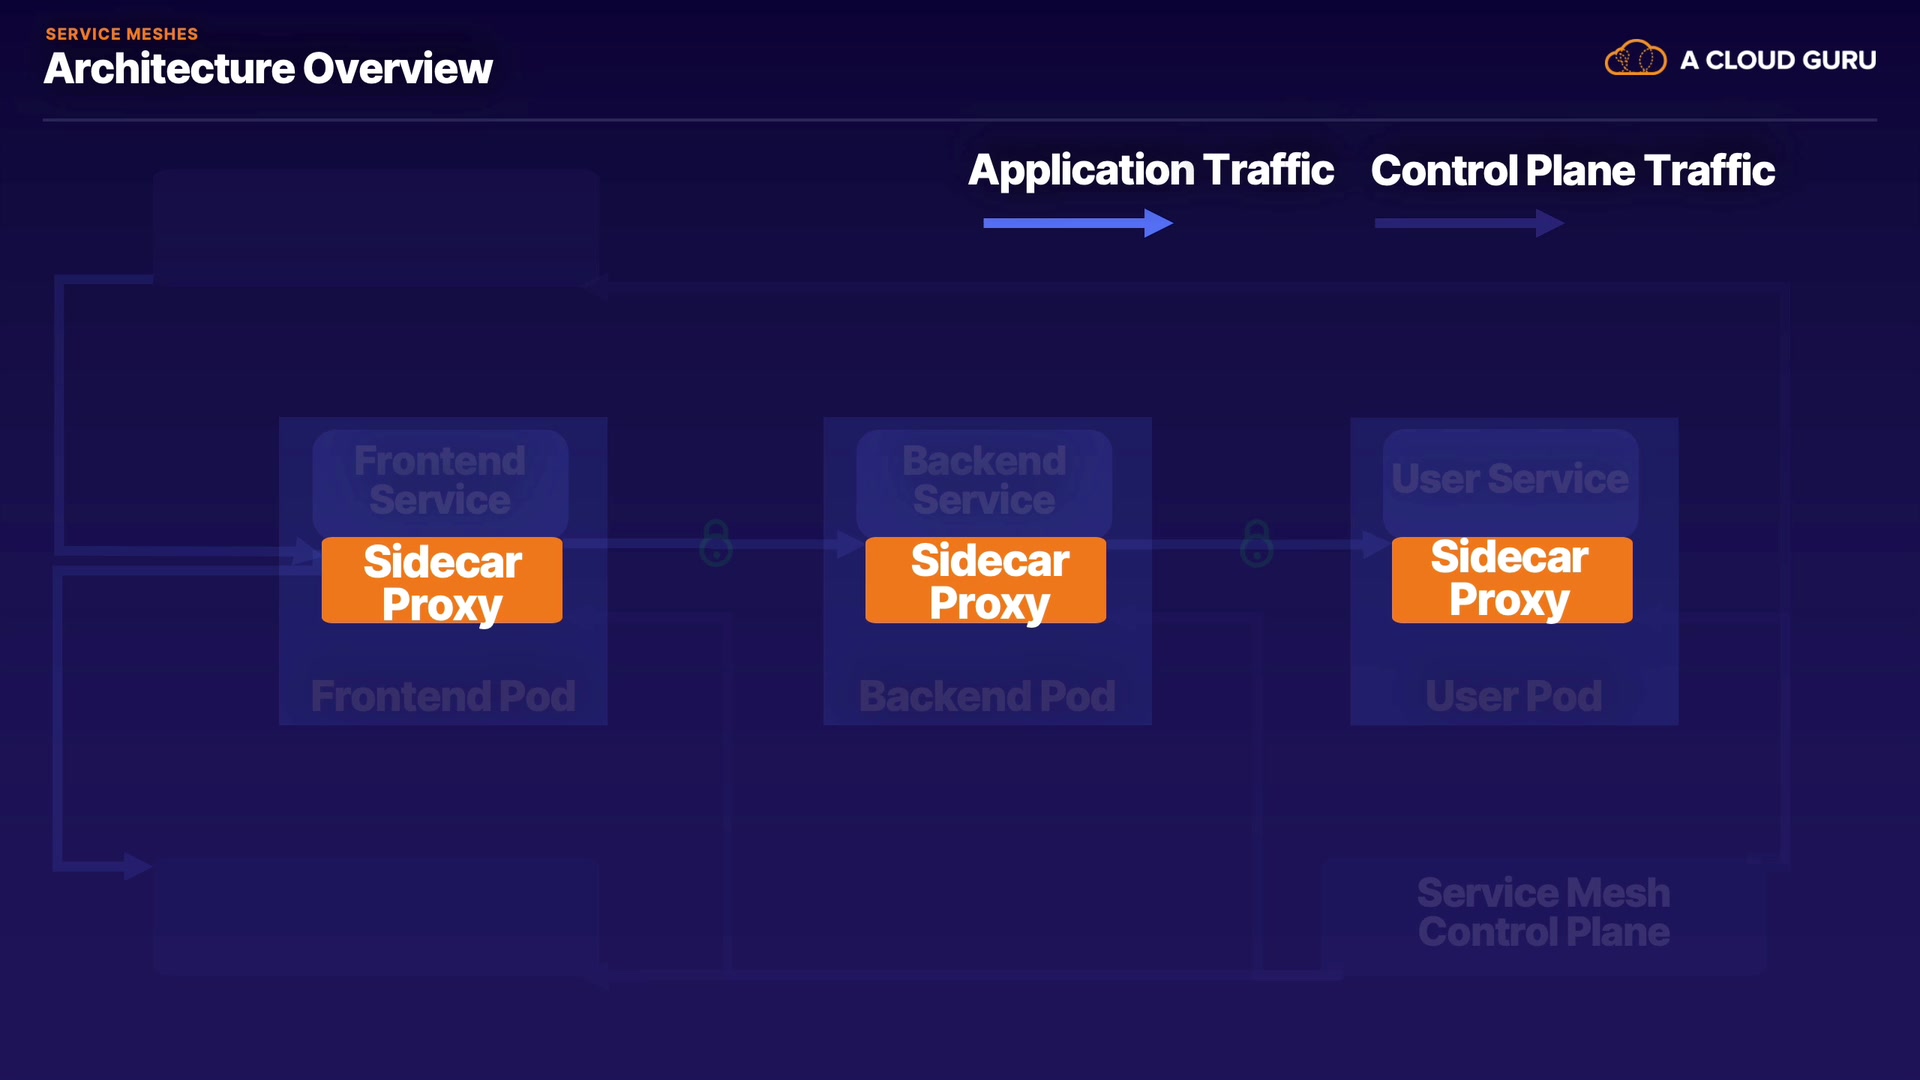 SERVICE MESHES
Architecture Overview
A CLOUD GURU
Application Traffic
Control Plane Traffic
Frontend
Service
Sidecar
Proxy
Frontend Pod
Backend
Service
Sidecar
Proxy
Backend Pod
User Service
Sidecar
Proxy
User Pod
Service Mesh
Control Plane